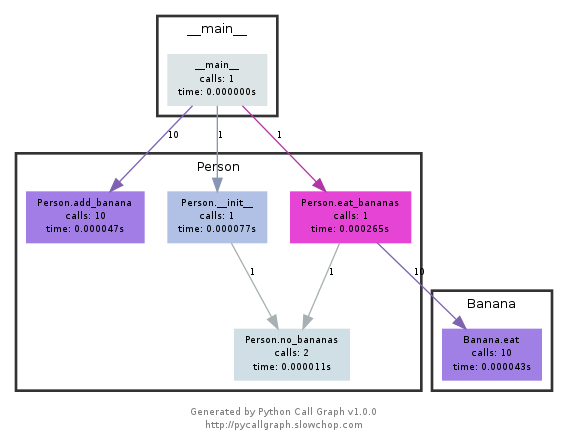 __main__
__main__
calls: 1
time: 0.000000s
10
1
1
Person
Person.add_banana
calls: 10
time: 0.000047s
Person.__init__
calls: 1
time: 0.000077s
Person.eat_bananas
calls: 1
time: 0.000265s
1
1
10
Banana
Person.no_bananas
calls: 2
time: 0.000011s
Banana.eat
calls: 10
time: 0.000043s
Generated by Python Call Graph v1.0.0
http://pycallgraph.slowchop.com